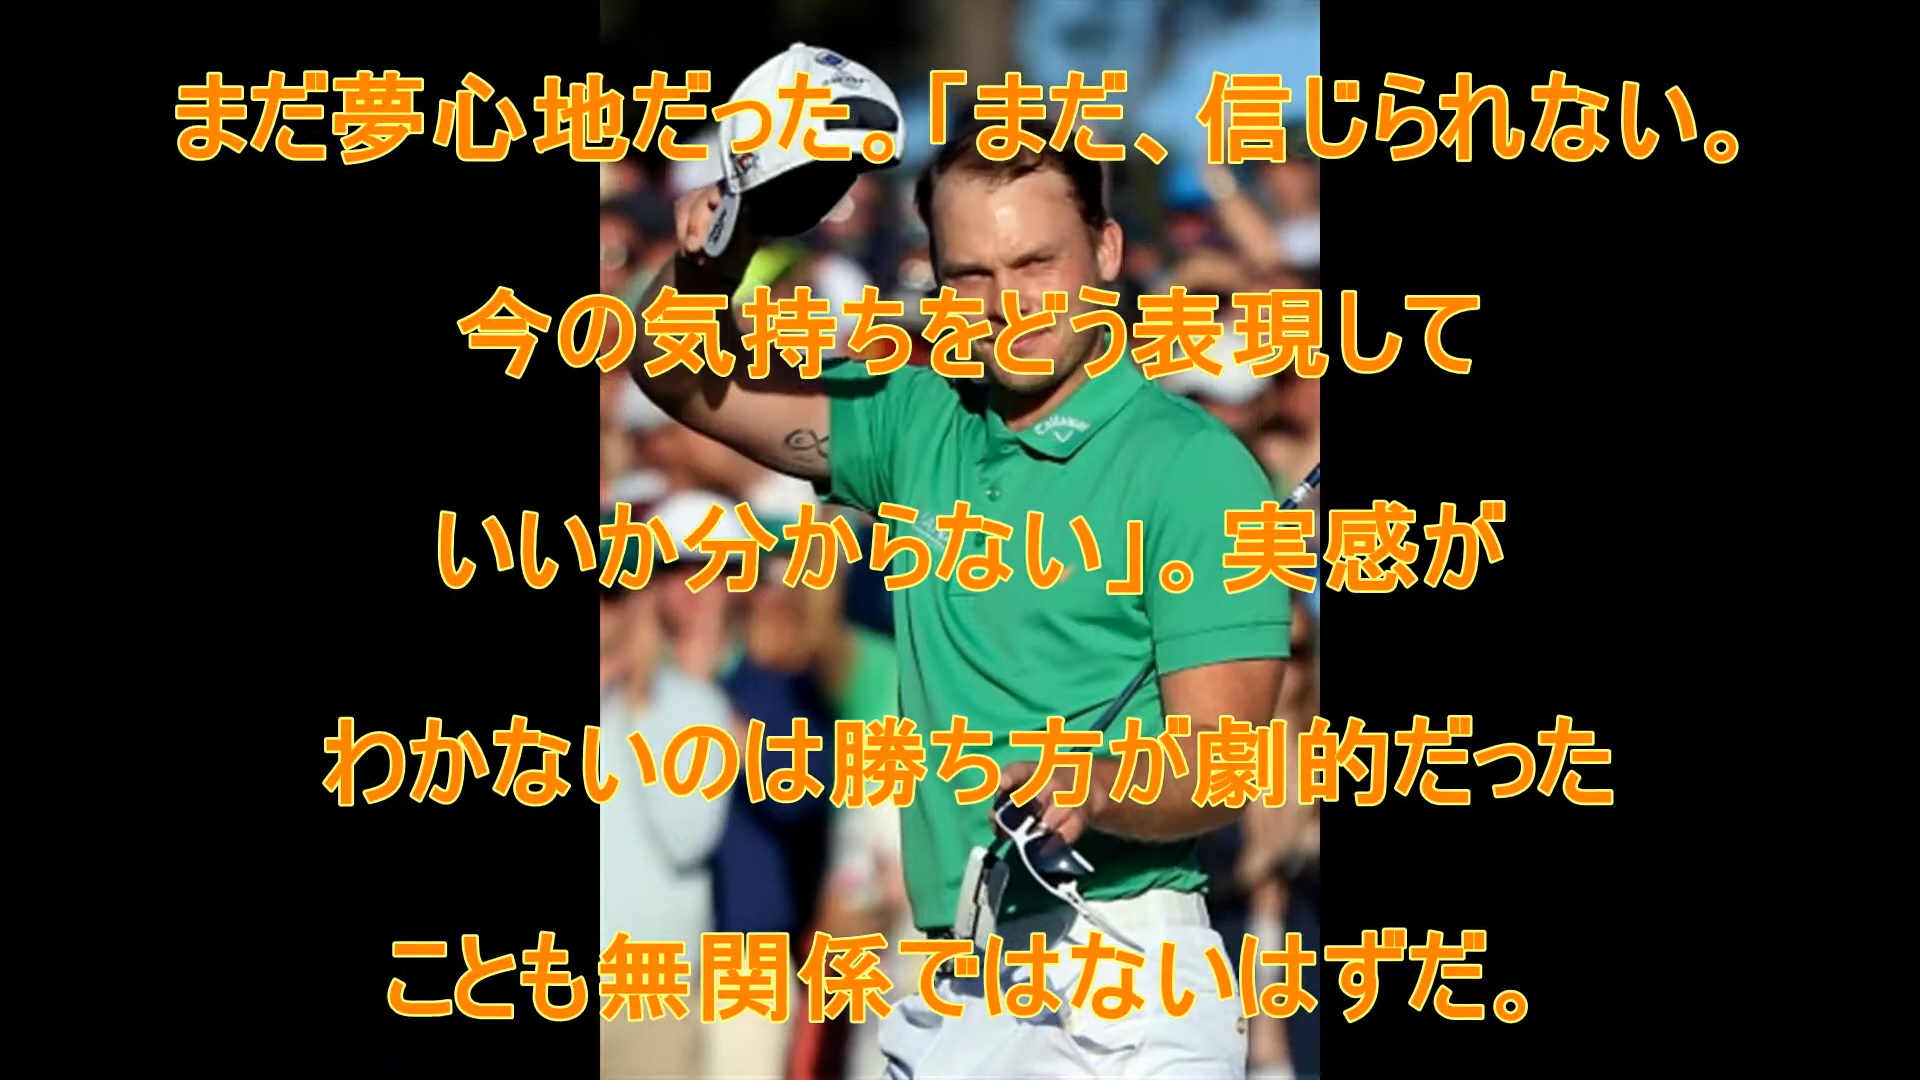 まだ夢心地だった。「まだ、信じられない。
今の気持ちをどう表現して
いいか分からない」。実感が
わかないのは勝ち方が劇的だった
ことも無関係ではないはずだ。
Callaway